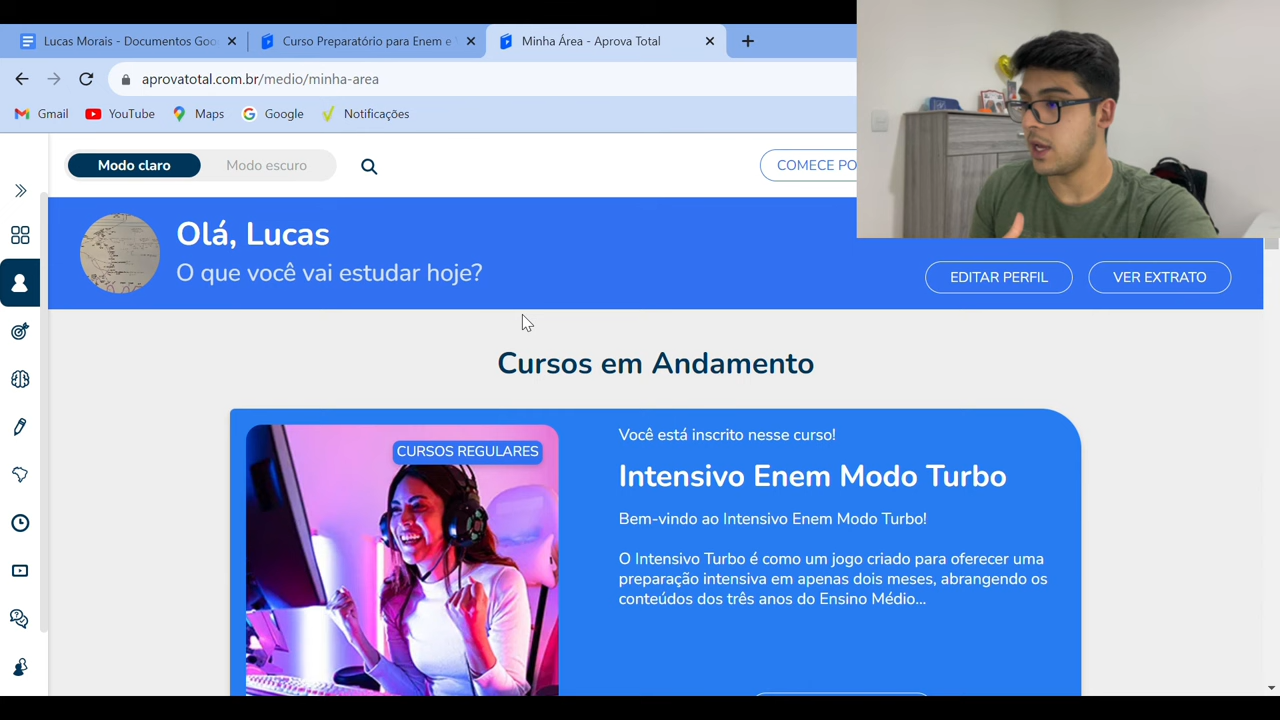 Lucas Morais - Documentos Goo
Curso Preparatório para Enem e
Minha Área - Aprova Total
aprovatotal.com.br/medio/minha-area
Gmail
YouTube
Maps
Google
Notificações
Modo claro
Modo escuro
COMECE PO
Olá, Lucas
O que você vai estudar hoje?
EDITAR PERFIL
VER EXTRATO
Cursos em Andamento
CURSOS REGULARES
Você está inscrito nesse curso!
Intensivo Enem Modo Turbo
Bem-vindo ao Intensivo Enem Modo Turbo!
O Intensivo Turbo é como um jogo criado para oferecer uma
preparação intensiva em apenas dois meses, abrangendo os
conteúdos dos três anos do Ensino Médio...